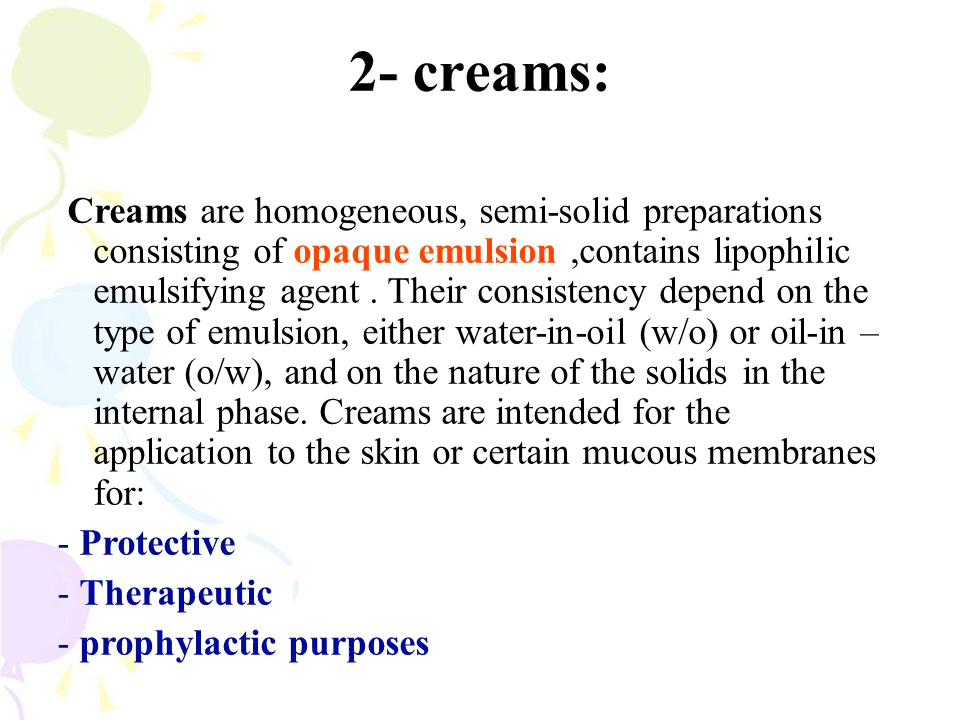 2- creams:
Creams are homogeneous, semi-solid preparations
consisting of opaque emulsion ,contains lipophilic
emulsifying agent . Their consistency depend on the
type of emulsion, either water-in-oil (w/o) or oil-in –
water (o/w), and on the nature of the solids in the
internal phase. Creams are intended for the
application to the skin or certain mucous membranes
for:
- Protective
- Therapeutic
- prophylactic purposes